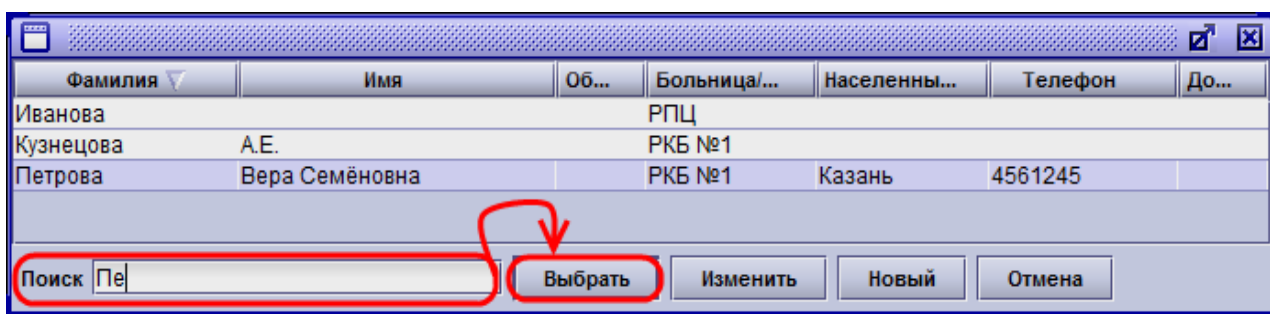 Фамилия Имя Об... Больница/... Населенны... Телефон До...
Иванова РПЦ
Кузнецова А.Е. РКБ №1
Петрова Вера Семёновна РКБ №1 Казань 4561245
Поиск Пе Выбрать Изменить Новый Отмена